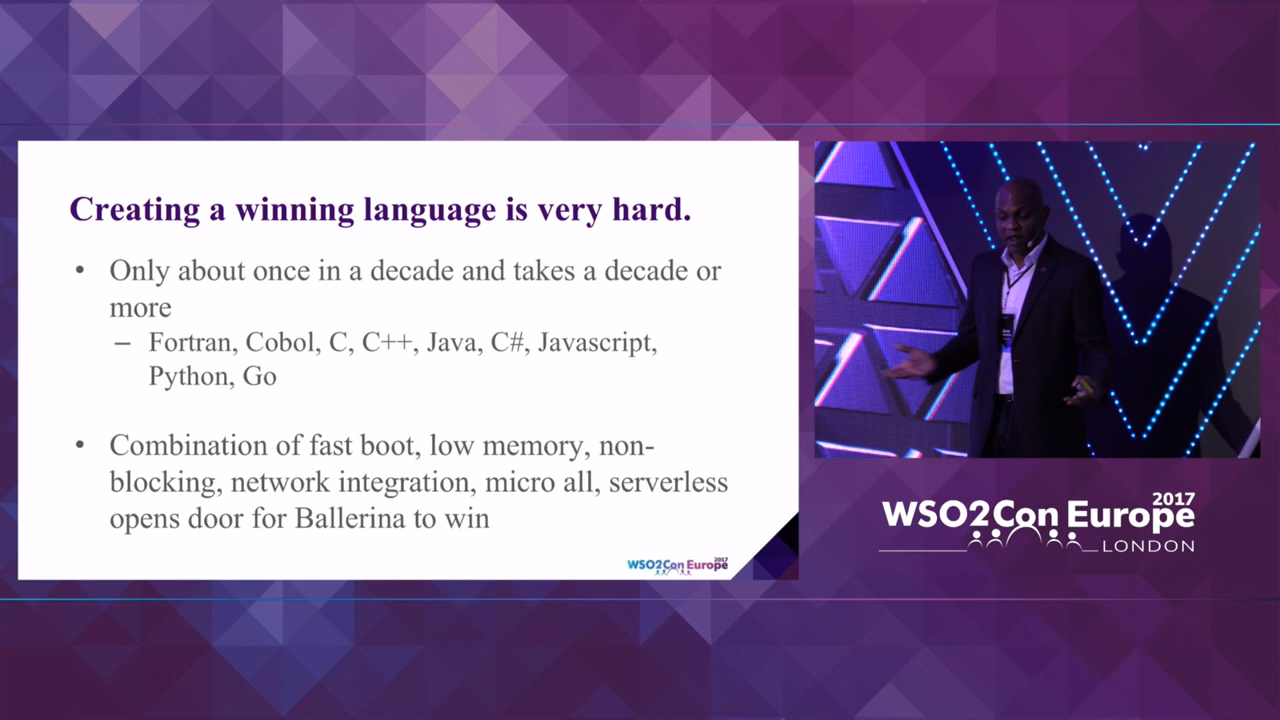 Creating a winning language is very hard.
• Only about once in a decade and takes a decade or
more
– Fortran, Cobol, C, C++, Java, C#, Javascript,
Python, Go
• Combination of fast boot, low memory, non-
blocking, network integration, micro all, serverless
opens door for Ballerina to win
WSO2Con Europe 2017
WSO2Con Europe 2017
LONDON